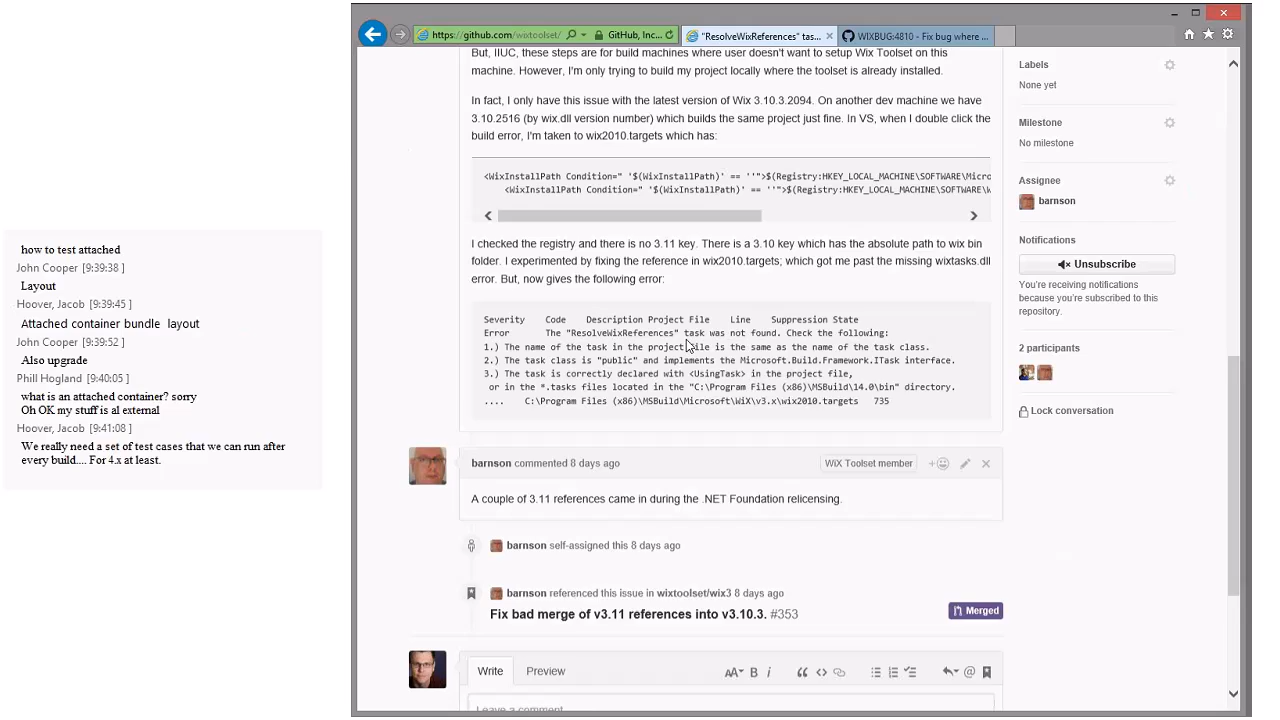 how to test attached
John Cooper [9:39:38 ]
Layout
Hoover, Jacob [9:39:45 ]
Attached container bundle  layout
John Cooper [9:39:52 ]
Also upgrade
Phill Hogland [9:40:05 ]
what is an attached container? sorry
Oh OK my stuff is al external
Hoover, Jacob [9:41:08 ]
We really need a set of test cases that we can run after
every build.... For 4.x at least.
https://github.com/wixtoolset/
GitHub, Inc...
"ResolveWixReferences" tas...
WIXBUG:4810 - Fix bug where ...
But, IIUC, these steps are for build machines where user doesn't want to setup Wix Toolset on this
machine. However, I'm only trying to build my project locally where the toolset is already installed.
In fact, I only have this issue with the latest version of Wix 3.10.3.2094. On another dev machine we have
3.10.2516 (by wix.dll version number) which builds the same project just fine. In VS, when I double click the
build error, I'm taken to wix2010.targets which has:
<WixInstallPath Condition=" '$(WixInstallPath)' == ''">$(Registry:HKEY_LOCAL_MACHINE\SOFTWARE\Micro
<WixInstallPath Condition=" '$(WixInstallPath)' == ''">$(Registry:HKEY_LOCAL_MACHINE\SOFTWARE\W
I checked the registry and there is no 3.11 key. There is a 3.10 key which has the absolute path to wix bin
folder. I experimented by fixing the reference in wix2010.targets; which got me past the missing wixtasks.dll
error. But, now gives the following error:
Severity    Code    Description Project File    Line    Suppression State
Error        The "ResolveWixReferences" task was not found. Check the following:
1.) The name of the task in the project file is the same as the name of the task class.
2.) The task class is "public" and implements the Microsoft.Build.Framework.ITask interface.
3.) The task is correctly declared with <UsingTask> in the project file,
or in the *.tasks files located in the "C:\Program Files (x86)\MSBuild\14.0\bin" directory.
....    C:\Program Files (x86)\MSBuild\Microsoft\WiX\v3.x\wix2010.targets   735
barnson commented 8 days ago
WiX Toolset member
A couple of 3.11 references came in during the .NET Foundation relicensing.
barnson self-assigned this 8 days ago
barnson referenced this issue in wixtoolset/wix3 8 days ago
Fix bad merge of v3.11 references into v3.10.3. #353
Merged
Write
Preview
Leave a comment
Labels
None yet
Milestone
No milestone
Assignee
barnson
Notifications
Unsubscribe
You're receiving notifications
because you're subscribed to this
repository.
2 participants
Lock conversation